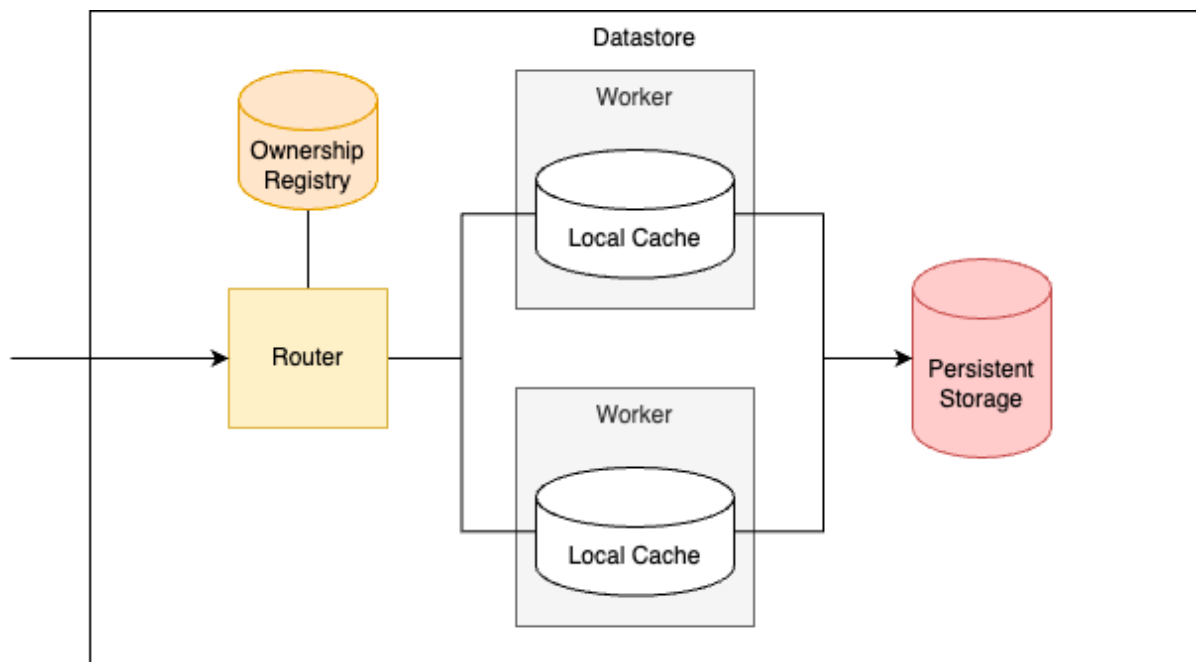 Datastore
Worker
Ownership
Registry
Local Cache
Router
Persistent
Storage
Worker
Local Cache